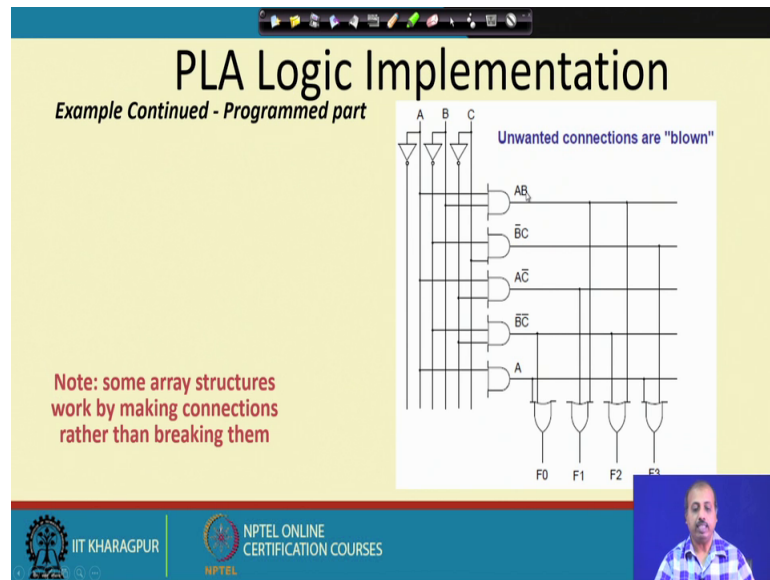 PLA Logic Implementation
Example Continued - Programmed part
A B C
Unwanted connections are "blown"
AB
B̅C
AC̅
B̅C̅
A
Note: some array structures
work by making connections
rather than breaking them
F0 F1 F2 F3
IIT KHARAGPUR
NPTEL
NPTEL ONLINE
CERTIFICATION COURSES